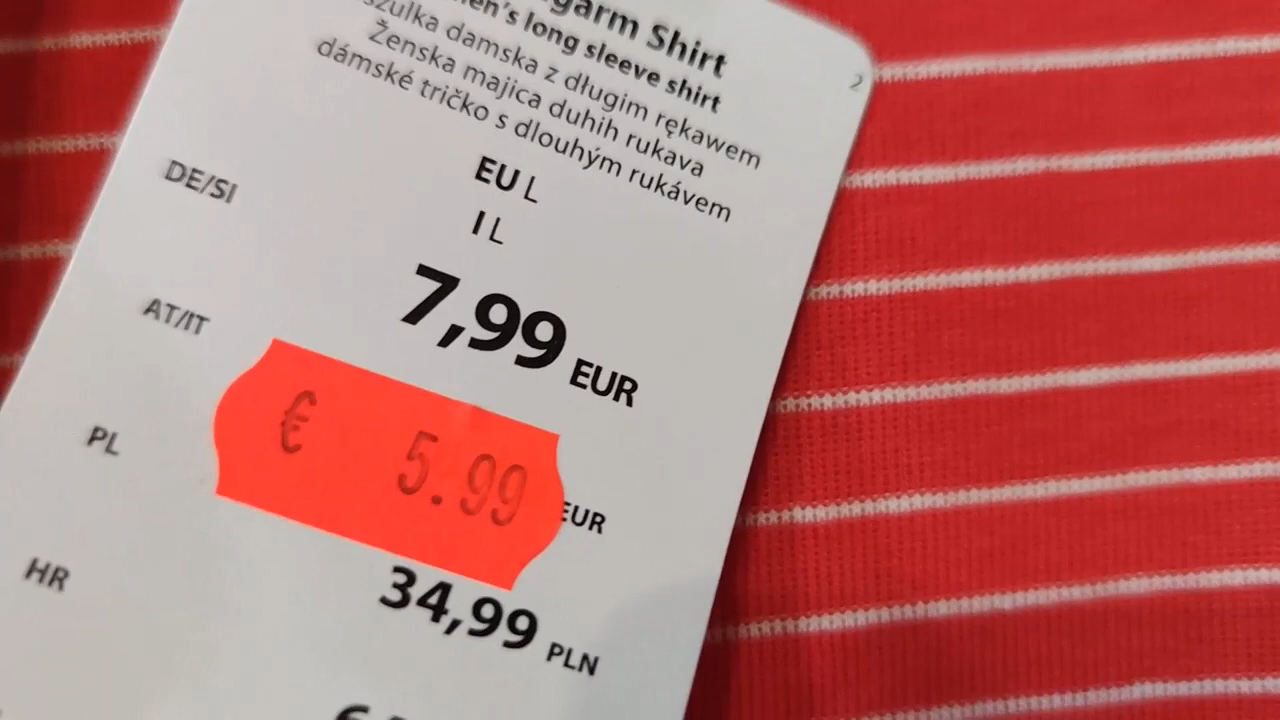 Shirt
long sleeve shirt
damska z długim rękawem
Ženska majica duhih rukava
dámské tričko s dlouhým rukávem
2
EU L
I L
DE/SI
7,99 EUR
AT/IT
€ 5.99
EUR
PL
34,99 PLN
HR